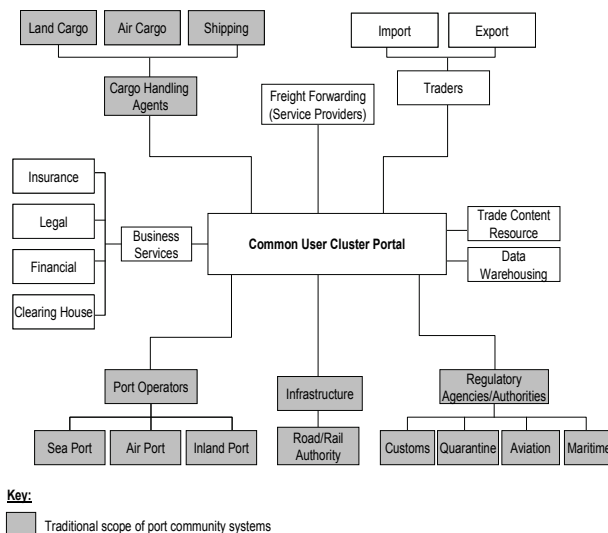 Land Cargo
Air Cargo
Shipping
Import
Export
Cargo Handling
Agents
Freight Forwarding
(Service Providers)
Traders
Insurance
Legal
Financial
Clearing House
Business
Services
Common User Cluster Portal
Trade Content
Resource
Data
Warehousing
Port Operators
Infrastructure
Regulatory
Agencies/Authorities
Sea Port
Air Port
Inland Port
Road/Rail
Authority
Customs
Quarantine
Aviation
Maritime
Key:
Traditional scope of port community systems